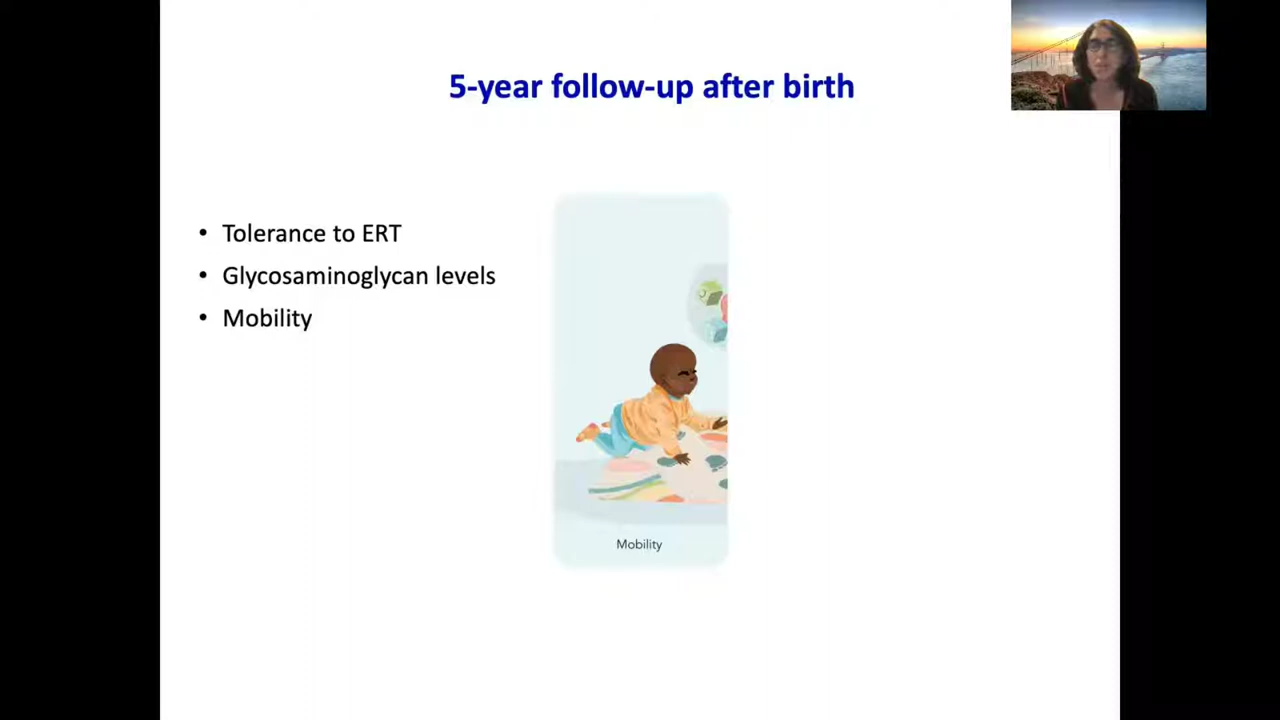 5-year follow-up after birth
• Tolerance to ERT
• Glycosaminoglycan levels
• Mobility
Mobility